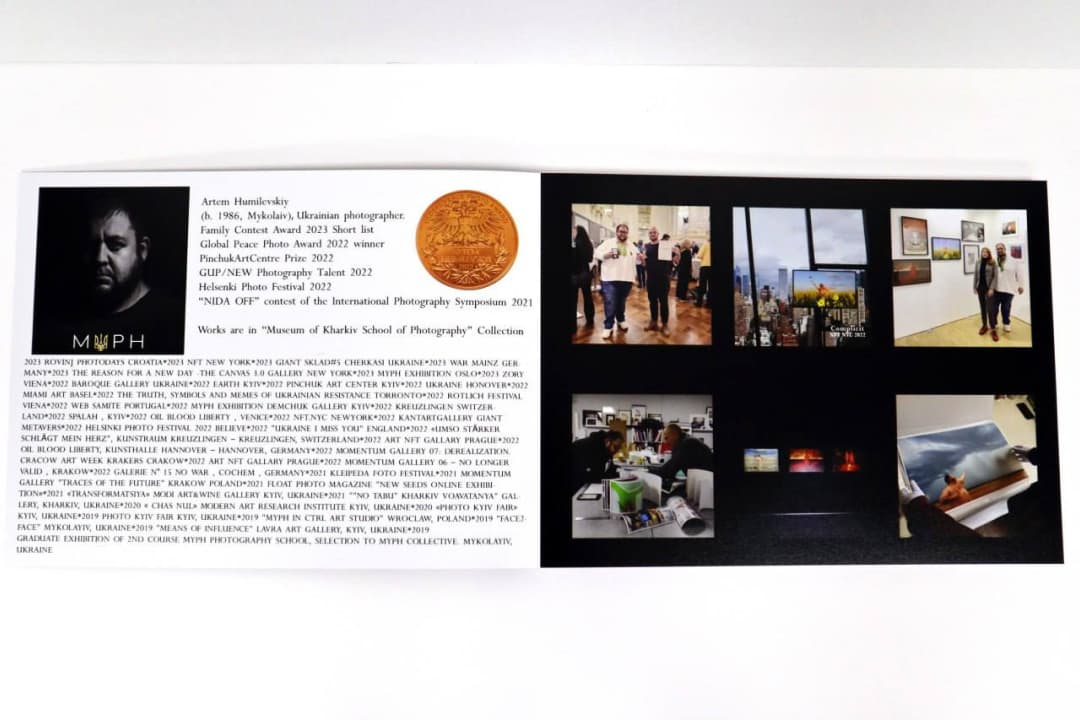 Artem Humilevskiy
(b. 1986, Mykolaiv), Ukrainian photographer.
Family Contest Award 2023 Short list
Global Peace Photo Award 2022 winner
PinchukArtCentre Prize 2022
GUP/NEW Photography Talent 2022
Helsenki Photo Festival 2022
“NIDA OFF” contest of the International Photography Symposium 2021
Works are in “Museum of Kharkiv School of Photography” Collection
MYPH
2023 ROVINJ PHOTODAYS CROATIA*2023 NFT NEW YORK*2023 GIANT SKLAD#5 CHERKASI UKRAINE*2023 WAR MAINZ GER-
MANY*2023 THE REASON FOR A NEW DAY -THE CANVAS 3.0 GALLERY NEW YORK*2023 MYPH EXHIBITION OSLO*2023 ZORY
VIENA*2022 BAROQUE GALLERY UKRAINE*2022 EARTH KYIV*2022 PINCHUK ART CENTER KYIV*2022 UKRAINE HONOVER*2022
MIAMI ART BASEL*2022 THE TRUTH, SYMBOLS AND MEMES OF UKRAINIAN RESISTANCE TORRONTO*2022 ROTLICH FESTIVAL
VIENA*2022 WEB SAMITE PORTUGAL*2022 MYPH EXHIBITION DEMCHUK GALLERY KYIV*2022 KREUZLINGEN SWITZER-
LAND*2022 SPALAH , KYIV*2022 OIL BLOOD LIBERTY , VENICE*2022 NFT.NYC NEWYORK*2022 KANTARTGALLERY GIANT
METAVERS*2022 HELSINKI PHOTO FESTIVAL 2022 BELIEVE*2022 "UKRAINE I MISS YOU" ENGLAND*2022 «UMSO STÄRKER
SCHLÄGT MEIN HERZ", KUNSTRAUM KREUZLINGEN – KREUZLINGEN, SWITZERLAND*2022 ART NFT GALLARY PRAGUE*2022
OIL BLOOD LIBERTY, KUNSTHALLE HANNOVER – HANNOVER, GERMANY*2022 MOMENTUM GALLERY 07: DEREALIZATION.
CRACOW ART WEEK KRAKERS CRAKOW*2022 ART NFT GALLARY PRAGUE*2022 MOMENTUM GALLERY 06 – NO LONGER
VALID , KRAKOW*2022 GALERIE N° 15 NO WAR , COCHEM , GERMANY*2021 KLEIPEDA FOTO FESTIVAL*2021 MOMENTUM
GALLERY "TRACES OF THE FUTURE" KRAKOW POLAND*2021 FLOAT PHOTO MAGAZINE "NEW SEEDS ONLINE EXHIBI-
TION»*2021 «TRANSFORMATSIYA» MODI ART&WINE GALLERY KYIV, UKRAINE*2021 ""NO TABU" KHARKIV VOAVATANYA" GAL-
LERY, KHARKIV, UKRAINE*2020 « CHAS NUL» MODERN ART RESEARCH INSTITUTE KYIV, UKRAINE*2020 «PHOTO KYIV FAIR»
KYIV, UKRAINE*2019 PHOTO KYIV FAIR KYIV, UKRAINE*2019 "MYPH IN CTRL ART STUDIO" WROCLAW, POLAND*2019 "FACE2-
FACE" MYKOLAYIV, UKRAINE*2019 "MEANS OF INFLUENCE" LAVRA ART GALLERY, KYIV, UKRAINE*2019
GRADUATE EXHIBITION OF 2ND COURSE MYPH PHOTOGRAPHY SCHOOL, SELECTION TO MYPH COLLECTIVE. MYKOLAYIV,
UKRAINE
Complicit
NFT NYC 2022